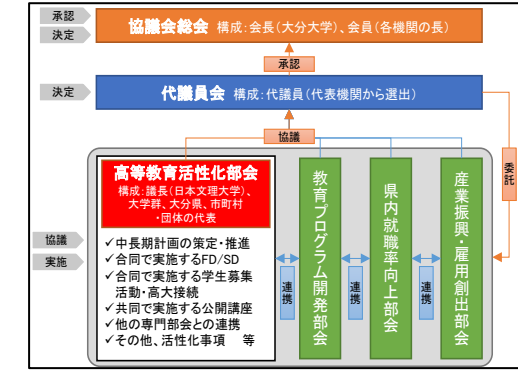 承認
決定
協議会総会 構成：会長（大分大学）、会員（各機関の長）
承認
決定
代議員会 構成：代議員（代表機関から選出）
協議
委託
高等教育活性化部会
構成：議長（日本文理大学）、
大学群、大分県、市町村
・団体の代表
協議
実施
✓中長期計画の策定・推進
✓合同で実施するFD/SD
✓合同で実施する学生募集
活動・高大接続
✓共同で実施する公開講座
✓他の専門部会との連携
✓その他、活性化事項　等
連携
教育プログラム開発部会
連携
県内就職率向上部会
連携
産業振興・雇用創出部会